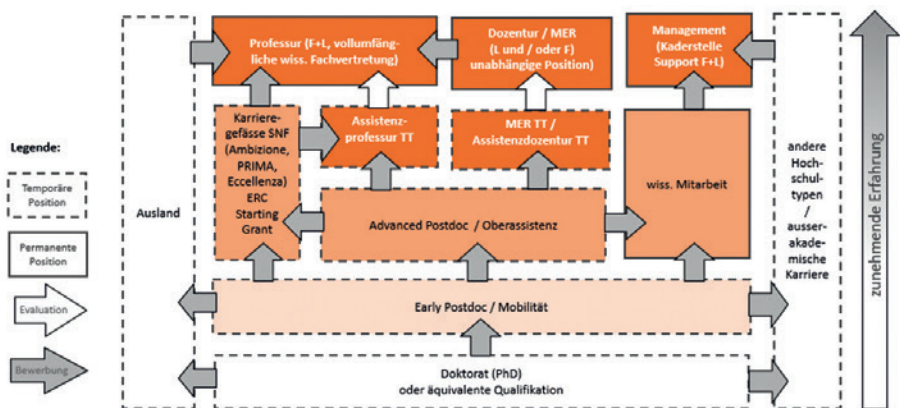 Professur (F+L, vollumfäng-
liche wiss. Fachvertretung)
Dozentur / MER
(L und / oder F)
unabhängige Position)
Management
(Kaderstelle
Support F+L)
Legende:
Temporäre
Position
Permanente
Position
Evaluation
Bewerbung
Ausland
Karriere-
gefässe SNF
(Ambizione,
PRIMA,
Eccellenza)
ERC
Starting
Grant
Assistenz-
professur TT
MER TT /
Assistenzdozentur TT
wiss. Mitarbeit
Advanced Postdoc / Oberassistenz
Early Postdoc / Mobilität
Doktorat (PhD)
oder äquivalente Qualifikation
andere
Hoch-
schul-
typen
/
ausser-
akade-
mische
Karriere
zunehmende Erfahrung